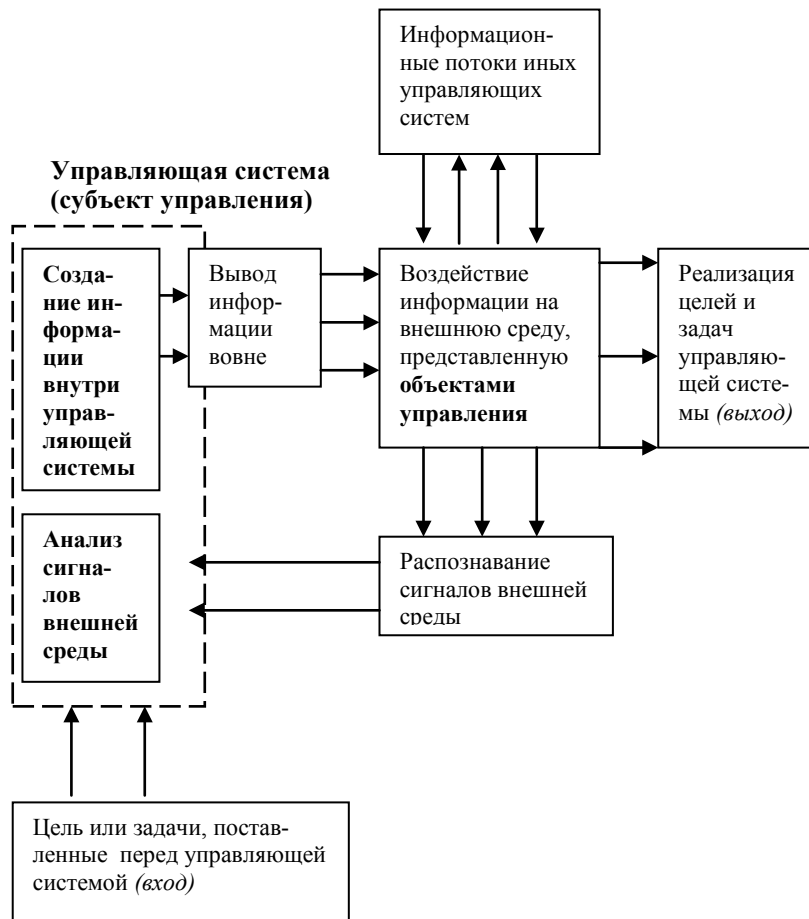 Информацион-
ные потоки иных
управляющих
систем
Управляющая система
(субъект управления)
Созда-
ние ин-
форма-
ции
внутри
управ-
ляющей
системы
Вывод
инфор-
мации
вовне
Воздействие
информации на
внешнюю среду,
представленную
объектами
управления
Реализация
целей и
задач
управляю-
щей систе-
мы (выход)
Анализ
сигна-
лов
внешней
среды
Распознавание
сигналов внешней
среды
Цель или задачи, постав-
ленные перед управляющей
системой (вход)